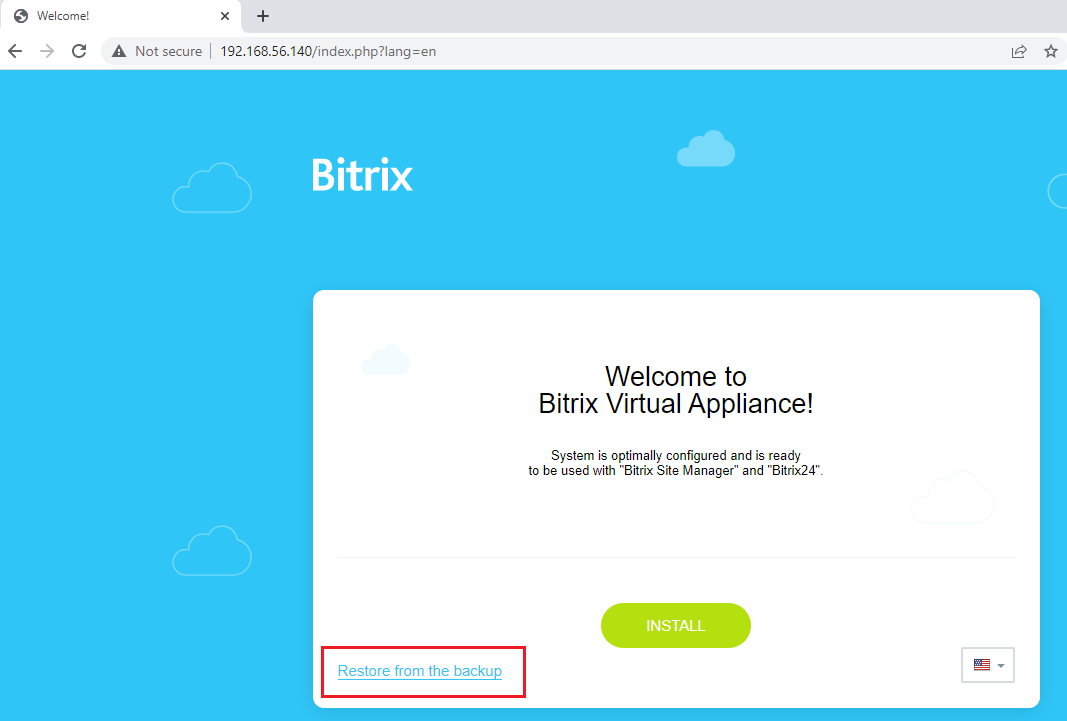 Welcome!
Not secure 192.168.56.140/index.php?lang=en
Bitrix
Welcome to
Bitrix Virtual Appliance!
System is optimally configured and is ready
to be used with "Bitrix Site Manager" and "Bitrix24".
INSTALL
Restore from the backup